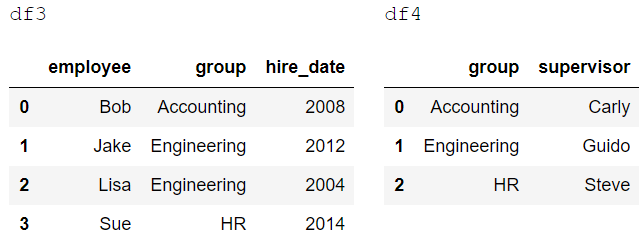 df3
employee group hire_date
0 Bob Accounting 2008
1 Jake Engineering 2012
2 Lisa Engineering 2004
3 Sue HR 2014
df4
group supervisor
0 Accounting Carly
1 Engineering Guido
2 HR Steve